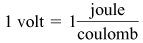 1 volt = 1 joule/coulomb